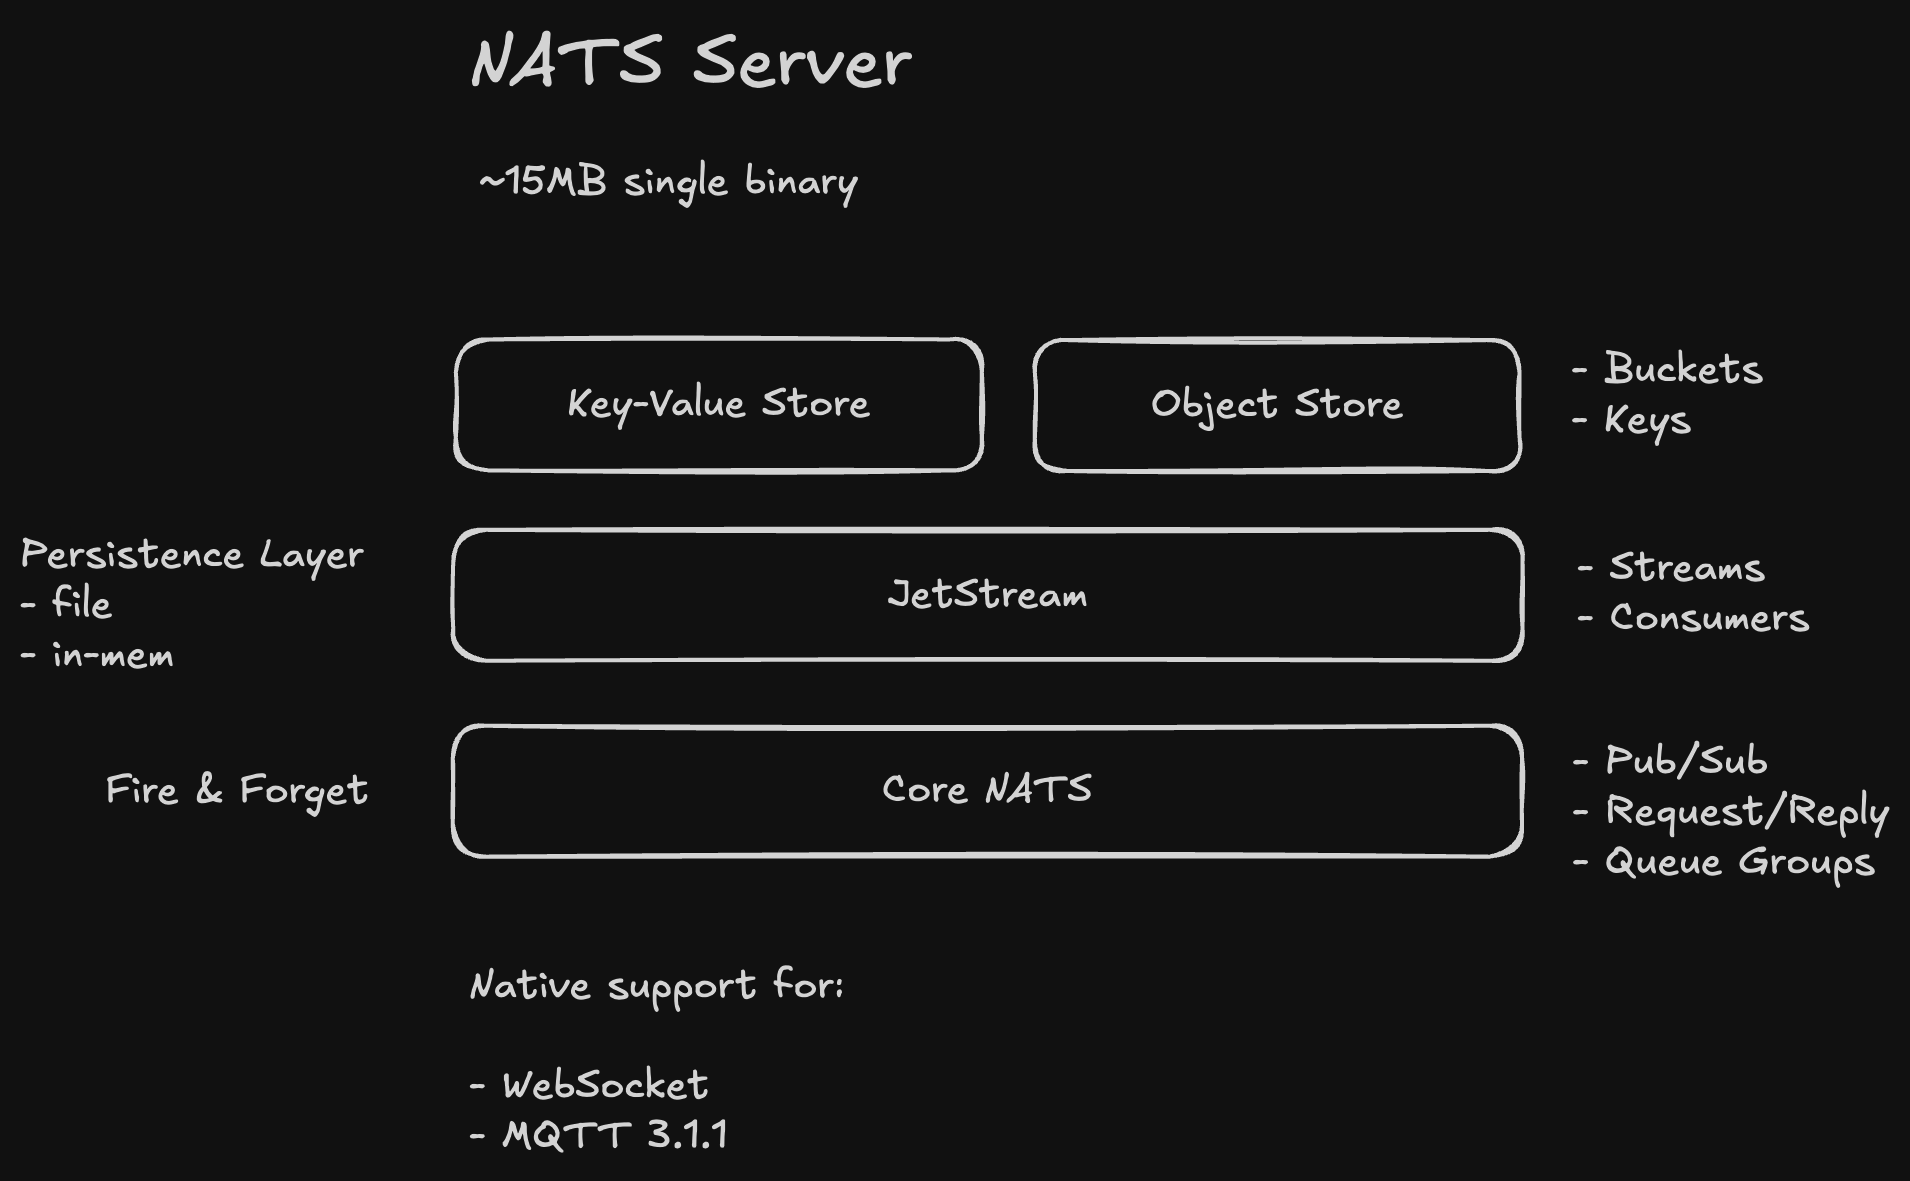 NATS Server
~15MB single binary
Key-Value Store
Object Store
- Buckets
- Keys
Persistence Layer
- file
- in-mem
JetStream
- Streams
- Consumers
Fire & Forget
Core NATS
- Pub/Sub
- Request/Reply
- Queue Groups
Native support for:
- WebSocket
- MQTT 3.1.1